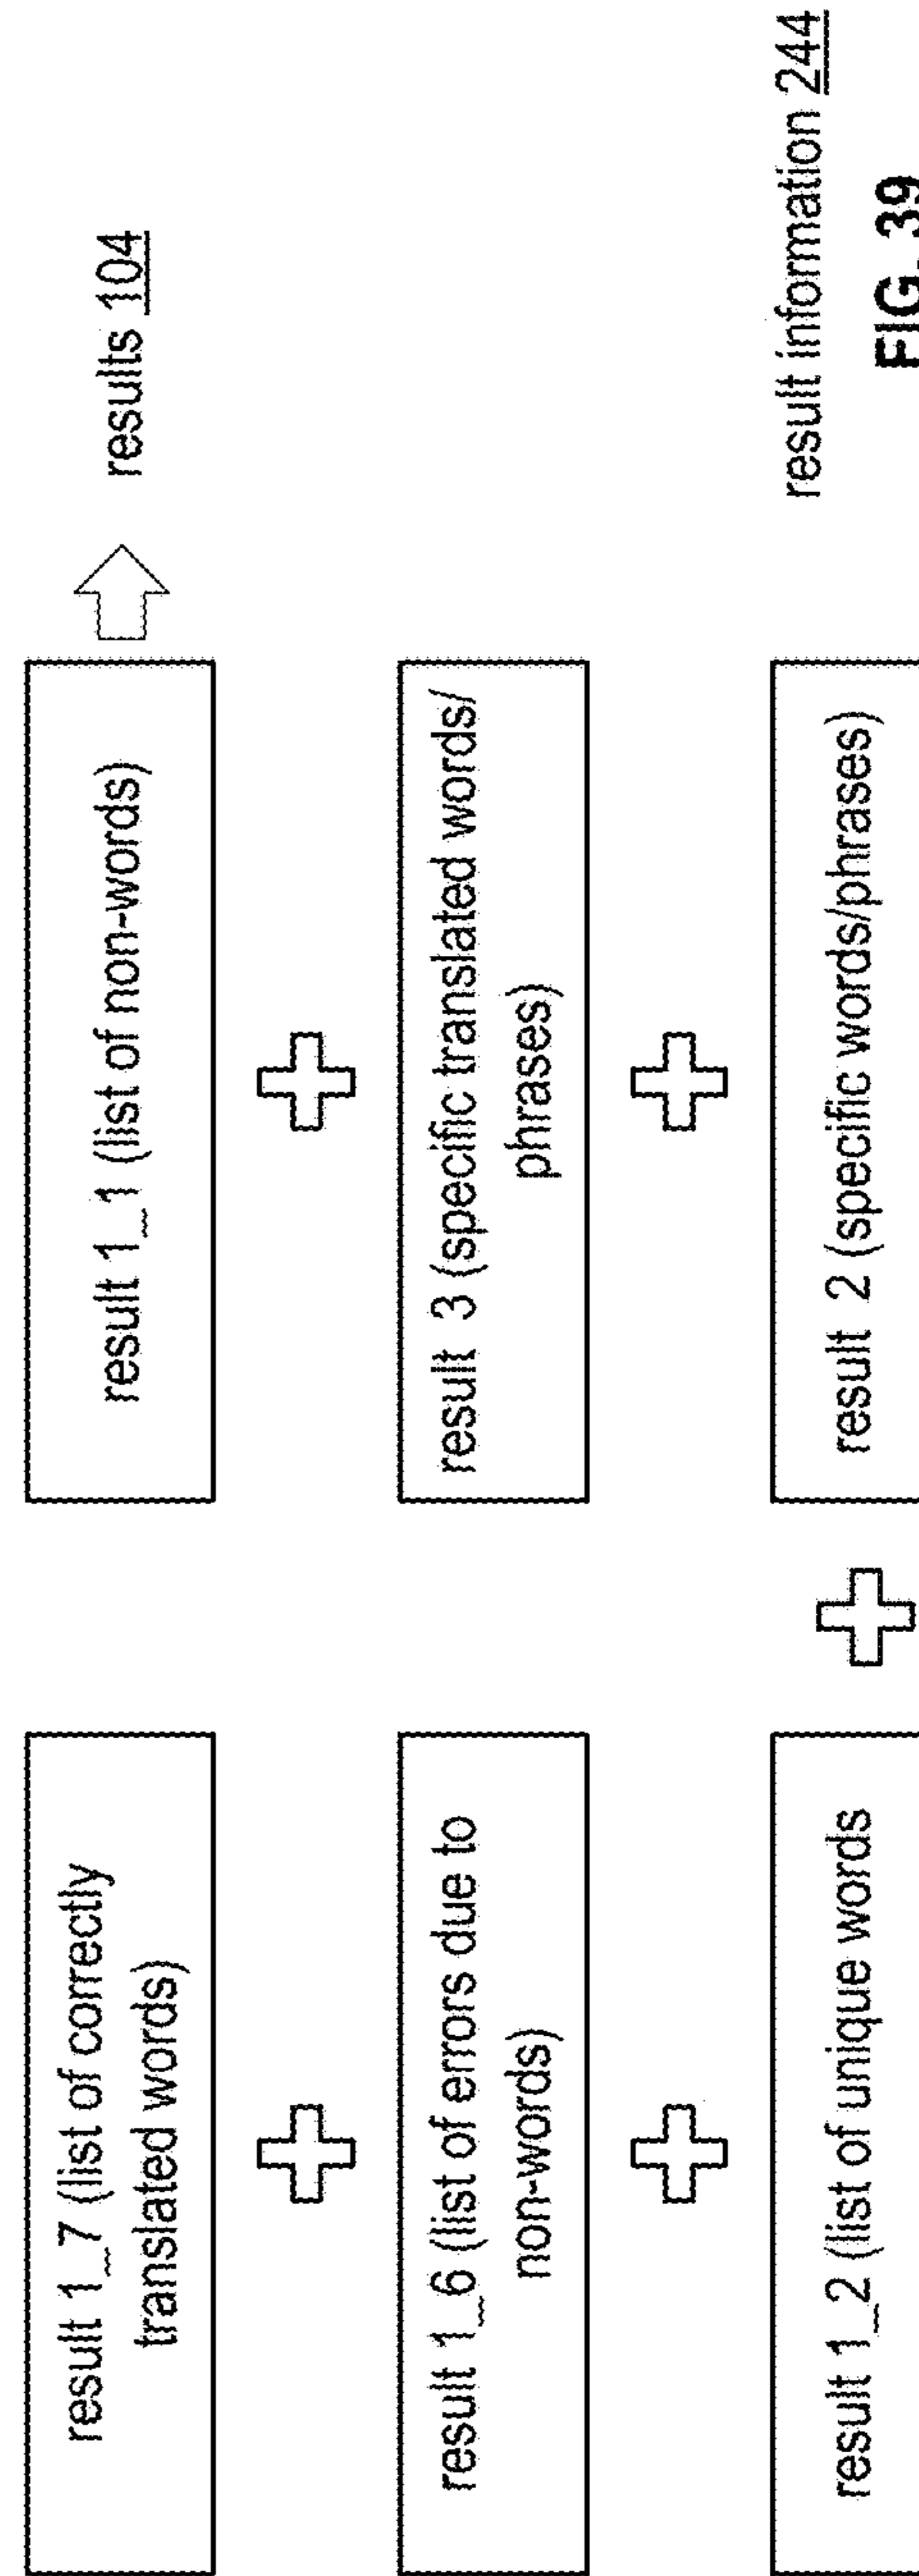 result 1_7 (list of correctly
translated words)
result 1_1 (list of non-words)
results 104
result 1_6 (list of errors due to
non-words)
result 3 (specific translated words/
phrases)
result 2 (specific words/phrases)
result 1_2 (list of unique words
result information 244
FIG. 39